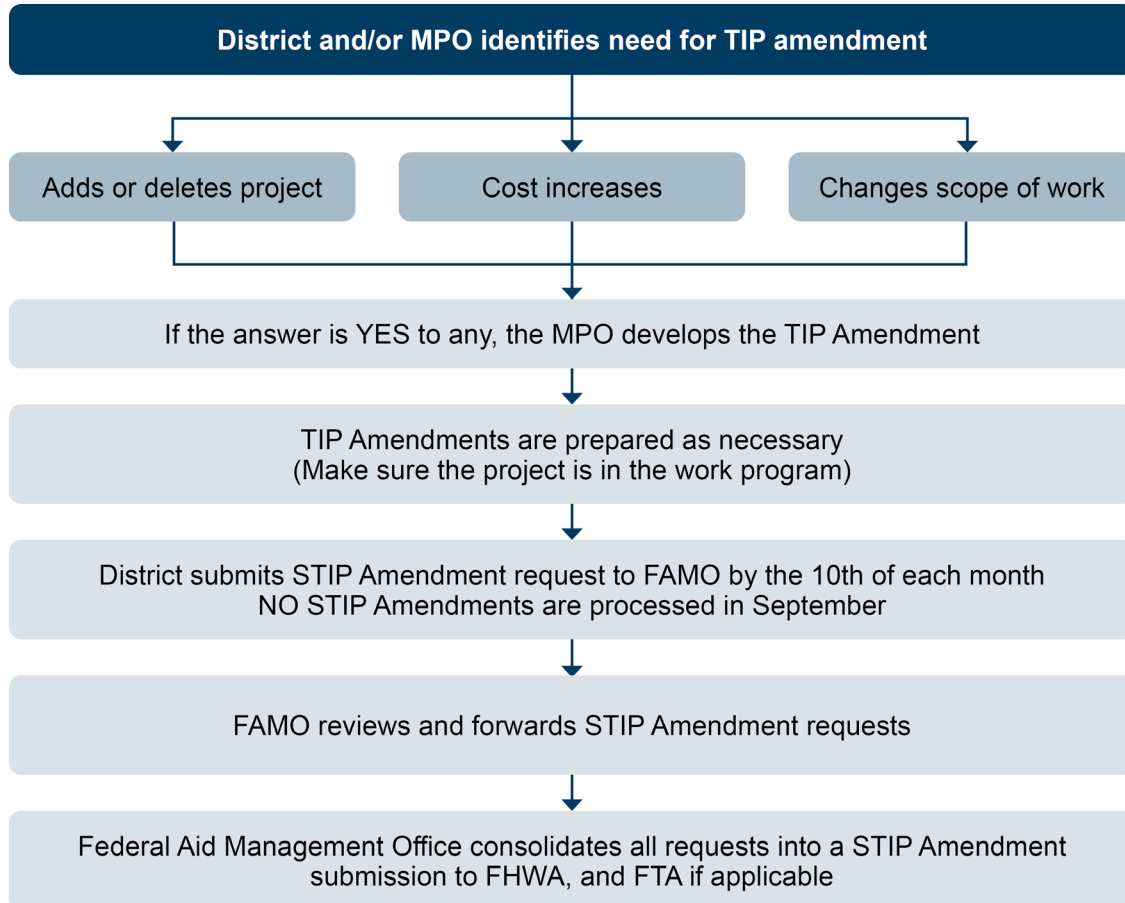 District and/or MPO identifies need for TIP amendment
Adds or deletes project
Cost increases
Changes scope of work
If the answer is YES to any, the MPO develops the TIP Amendment
TIP Amendments are prepared as necessary
(Make sure the project is in the work program)
District submits STIP Amendment request to FAMO by the 10th of each month
NO STIP Amendments are processed in September
FAMO reviews and forwards STIP Amendment requests
Federal Aid Management Office consolidates all requests into a STIP Amendment
submission to FHWA, and FTA if applicable